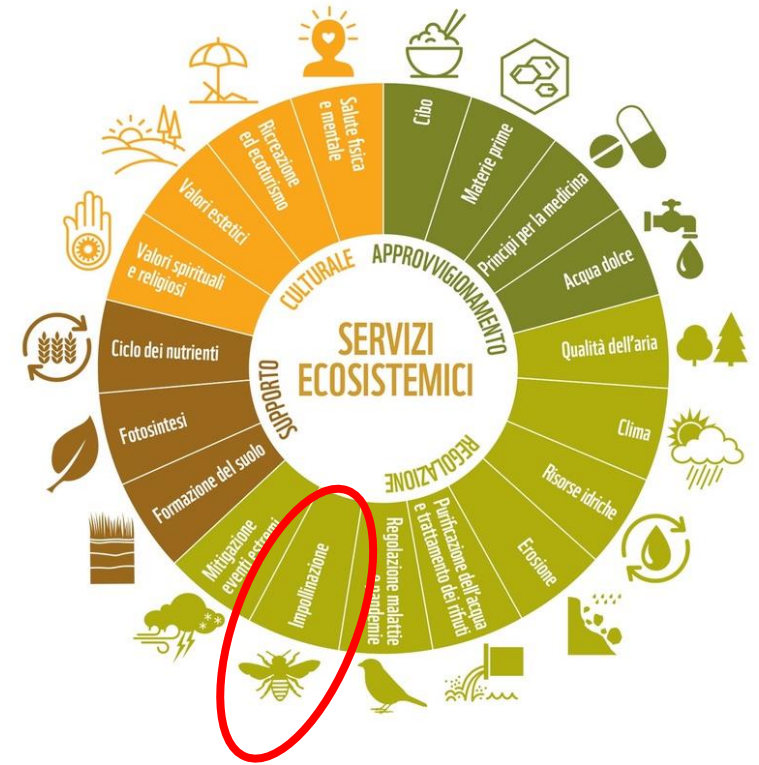 SERVIZI
ECOSISTEMICI
APPROVVIGIONAMENTO
Cibo
Materie prime
Principi per la medicina
Acqua dolce
REGOLAZIONE
Qualità dell'aria
Clima
Risorse idriche
Erosione
Purificazione dell'acqua
e trattamento dei rifiuti
Regolazione malattie
e pandemie
Impollinazione
Mitigazione
eventi estremi
SUPPORTO
Formazione del suolo
Fotosintesi
Ciclo dei nutrienti
CULTURALE
Valori spirituali
e religiosi
Valori estetici
Ricreazione
ed ecoturismo
Salute fisica
e mentale